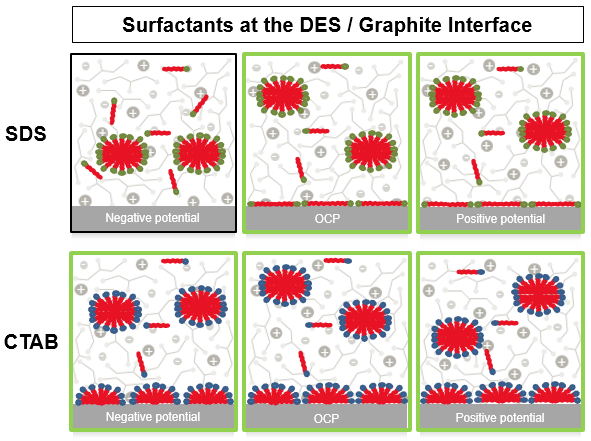 Surfactants at the DES / Graphite Interface
SDS
Negative potential
OCP
Positive potential
CTAB
Negative potential
OCP
Positive potential